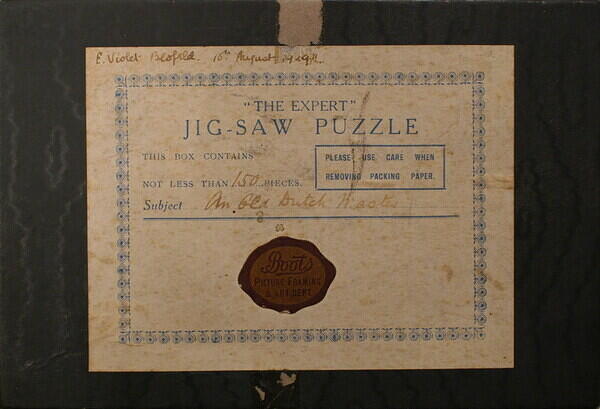 E. Violet Blofeld. 16th August
"THE EXPERT"
JIG-SAW PUZZLE
THIS BOX CONTAINS
NOT LESS THAN 150 PIECES.
PLEASE USE CARE WHEN
REMOVING PACKING PAPER.
Subject An Old Dutch Master
8
Boots
PICTURE FRAMING
& ART DEPT